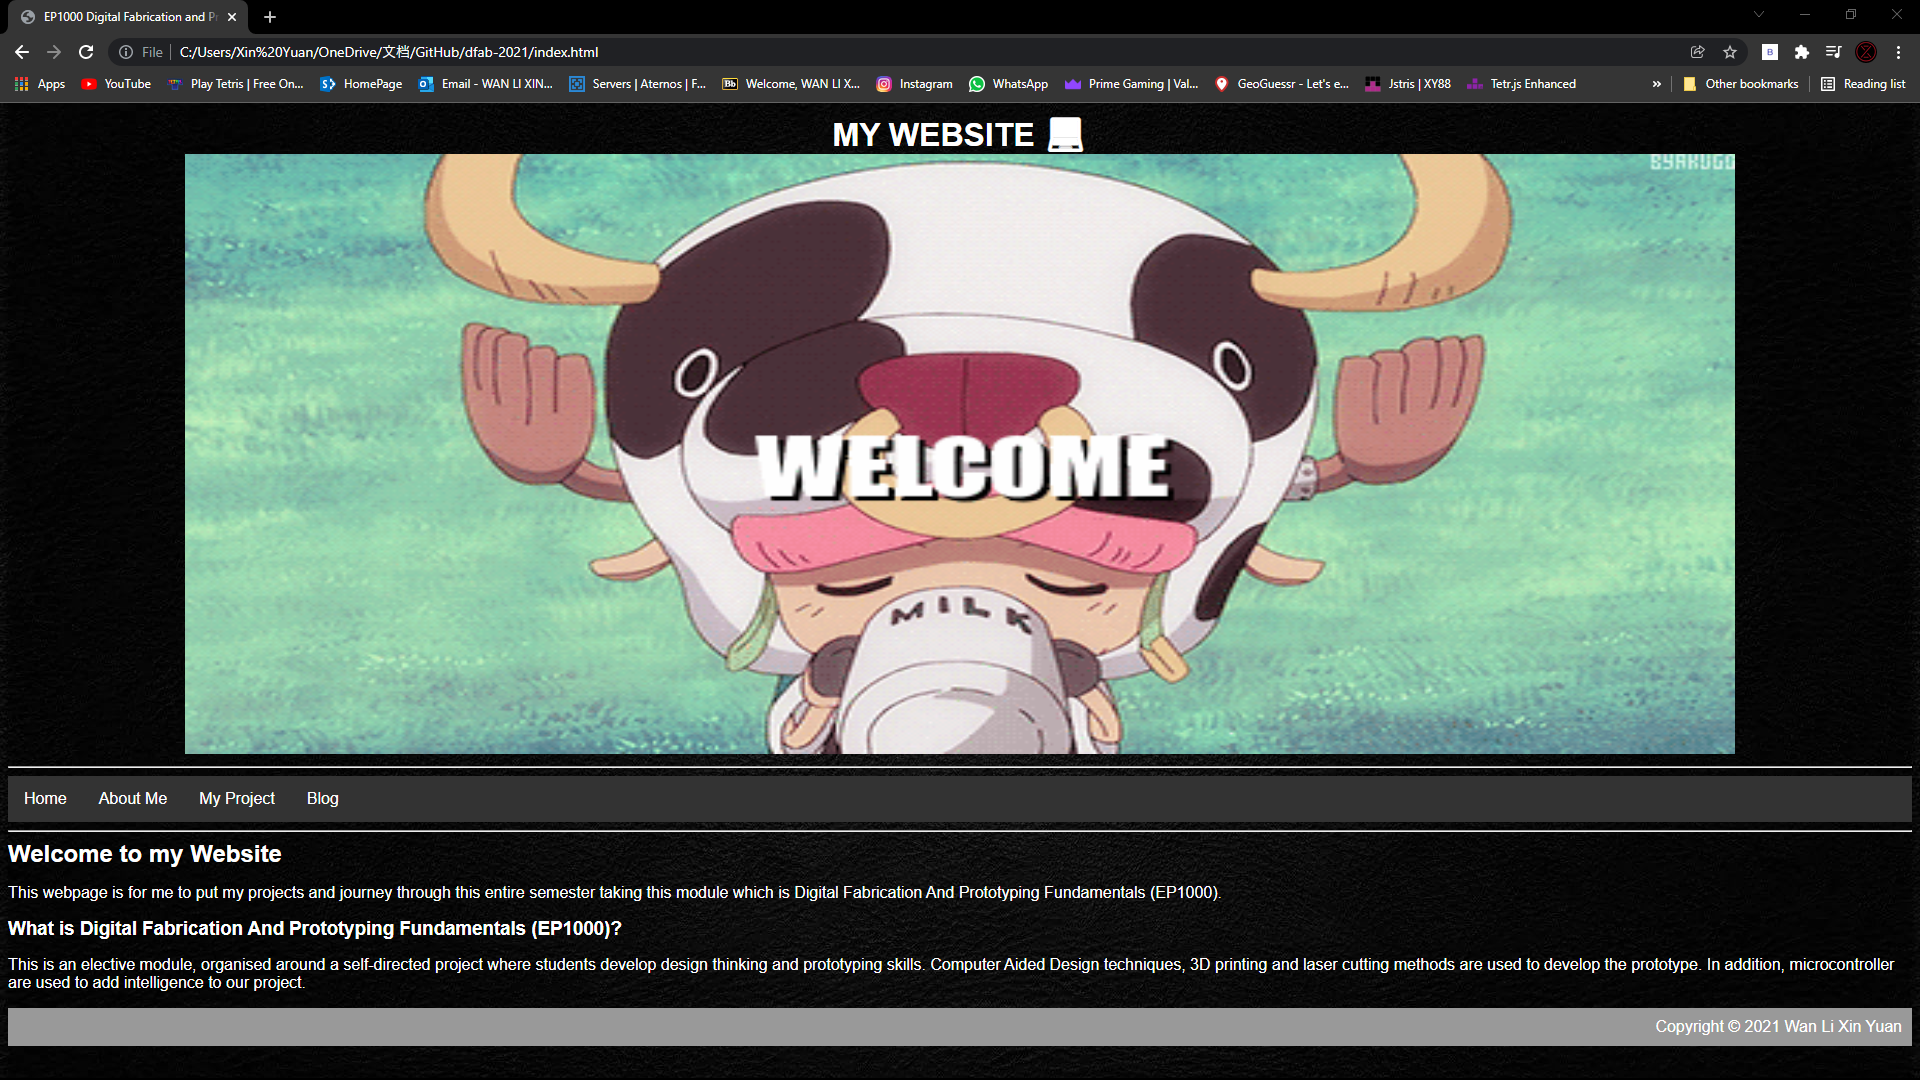 EP1000 Digital Fabrication and Pr
File
C:/Users/Xin%20Yuan/OneDrive/文档/GitHub/dfab-2021/index.html
Apps
YouTube
Play Tetris | Free On...
HomePage
Email - WAN LI XIN...
Servers | Aternos | F...
Bb
Welcome, WAN LI X...
Instagram
WhatsApp
Prime Gaming | Val...
GeoGuessr - Let's e...
Jstris | XY88
Tetr.js Enhanced
»
Other bookmarks
Reading list
MY WEBSITE
BYAKUGO
WELCOME
MILK
Home
About Me
My Project
Blog
Welcome to my Website
This webpage is for me to put my projects and journey through this entire semester taking this module which is Digital Fabrication And Prototyping Fundamentals (EP1000).
What is Digital Fabrication And Prototyping Fundamentals (EP1000)?
This is an elective module, organised around a self-directed project where students develop design thinking and prototyping skills. Computer Aided Design techniques, 3D printing and laser cutting methods are used to develop the prototype. In addition, microcontroller
are used to add intelligence to our project.
Copyright © 2021 Wan Li Xin Yuan